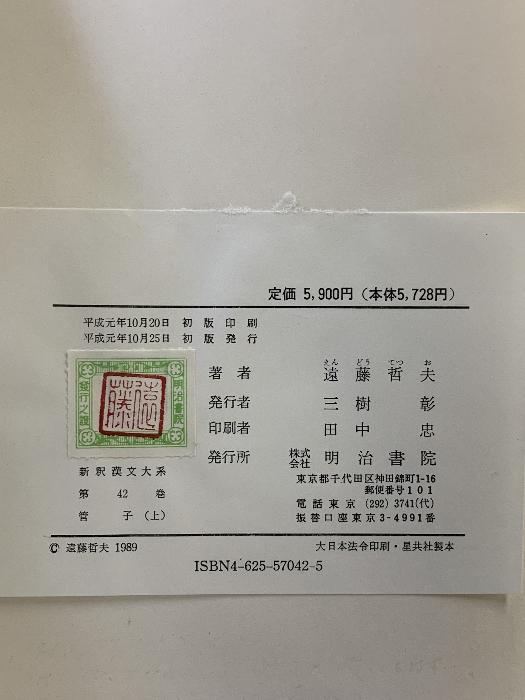 定価 5,900円（本体5,728円）
平成元年10月20日 初版印刷
平成元年10月25日 初版発行
明治書院
発行之証
遠藤
新釈漢文大系
第 42 巻
管 子（上）
えん どう てつ お
著者 遠藤哲夫
発行者 三樹 彰
印刷者 田中 忠
発行所 株式会社 明治書院
東京都千代田区神田錦町1-16
郵便番号101
電話東京 (292) 3741(代)
振替口座東京3-4991番
© 遠藤哲夫 1989
大日本法令印刷・星共社製本
ISBN4-625-57042-5